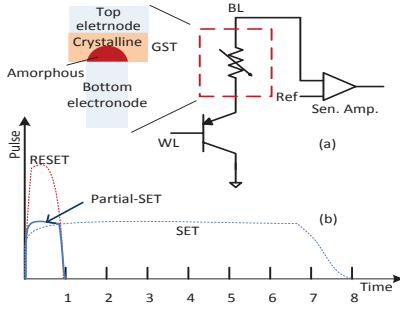 Top
eletrnode
Crystalline
GST
Amorphous
Bottom
electronode
BL
Ref
Sen. Amp.
WL
(a)
Pulse
RESET
Partial-SET
SET
(b)
Time
1 2 3 4 5 6 7 8